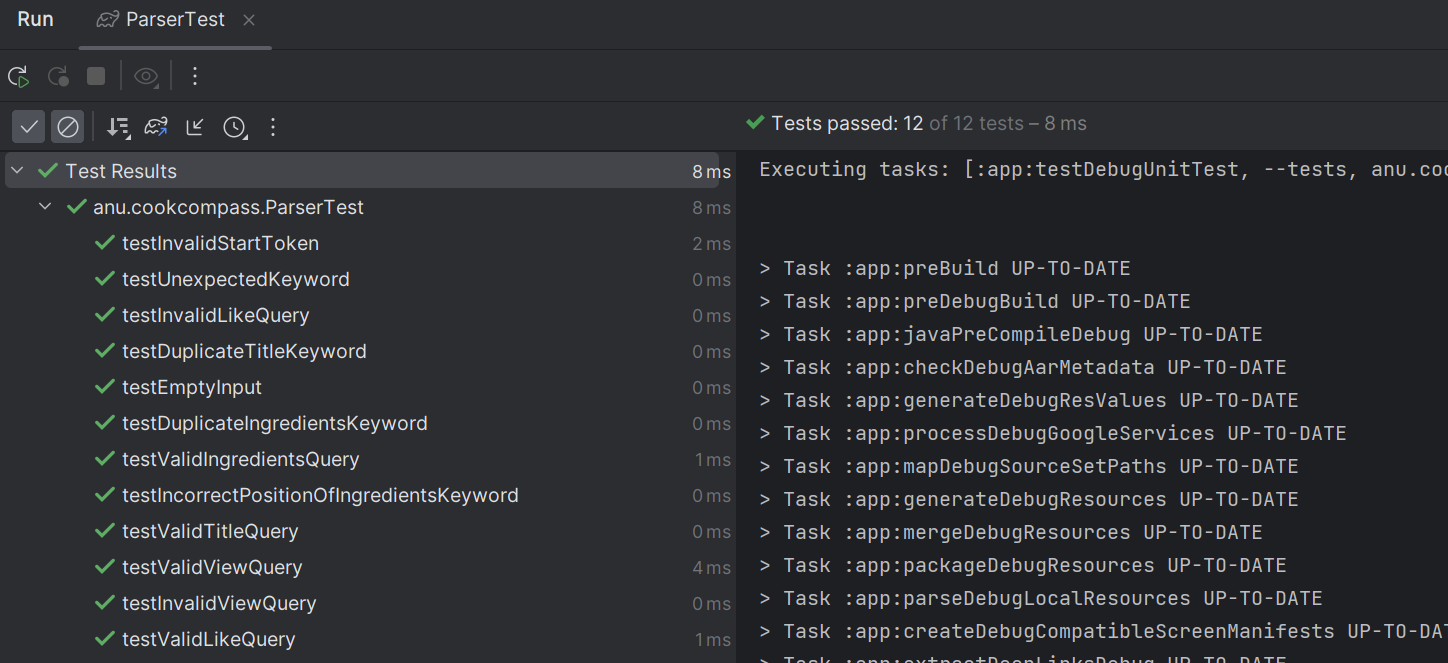 Run ParserTest
Tests passed: 12 of 12 tests – 8 ms
Test Results 8 ms
anu.cookcompass.ParserTest 8 ms
testInvalidStartToken 2 ms
testUnexpectedKeyword 0 ms
testInvalidLikeQuery 0 ms
testDuplicateTitleKeyword 0 ms
testEmptyInput 0 ms
testDuplicateIngredientsKeyword 0 ms
testValidIngredientsQuery 1 ms
testIncorrectPositionOfIngredientsKeyword 0 ms
testValidTitleQuery 0 ms
testValidViewQuery 4 ms
testInvalidViewQuery 0 ms
testValidLikeQuery 1 ms
Executing tasks: [:app:testDebugUnitTest, --tests, anu.coo
> Task :app:preBuild UP-TO-DATE
> Task :app:preDebugBuild UP-TO-DATE
> Task :app:javaPreCompileDebug UP-TO-DATE
> Task :app:checkDebugAarMetadata UP-TO-DATE
> Task :app:generateDebugResValues UP-TO-DATE
> Task :app:processDebugGoogleServices UP-TO-DATE
> Task :app:mapDebugSourceSetPaths UP-TO-DATE
> Task :app:generateDebugResources UP-TO-DATE
> Task :app:mergeDebugResources UP-TO-DATE
> Task :app:packageDebugResources UP-TO-DATE
> Task :app:parseDebugLocalResources UP-TO-DATE
> Task :app:createDebugCompatibleScreenManifests UP-TO-DAT
> Task :app:extractDeepLinksDebug UP-TO-DATE